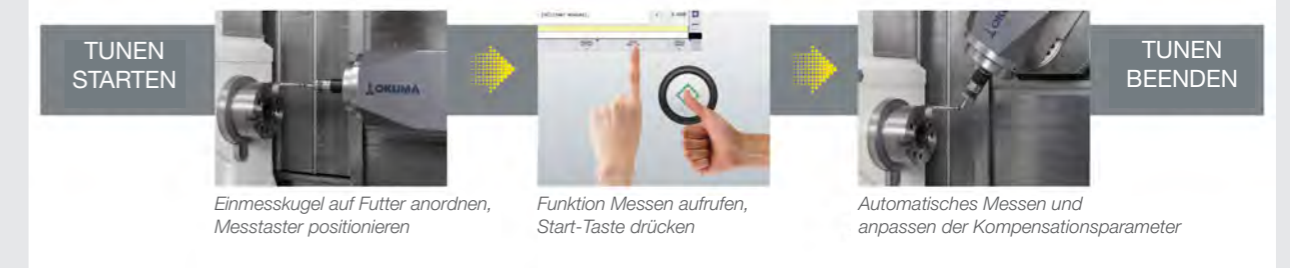 TUNEN
STARTEN
OKUMA
TUNEN
BEENDEN
Einmesskugel auf Futter anordnen,
Messtaster positionieren
Funktion Messen aufrufen,
Start-Taste drücken
Automatisches Messen und
anpassen der Kompensationsparameter